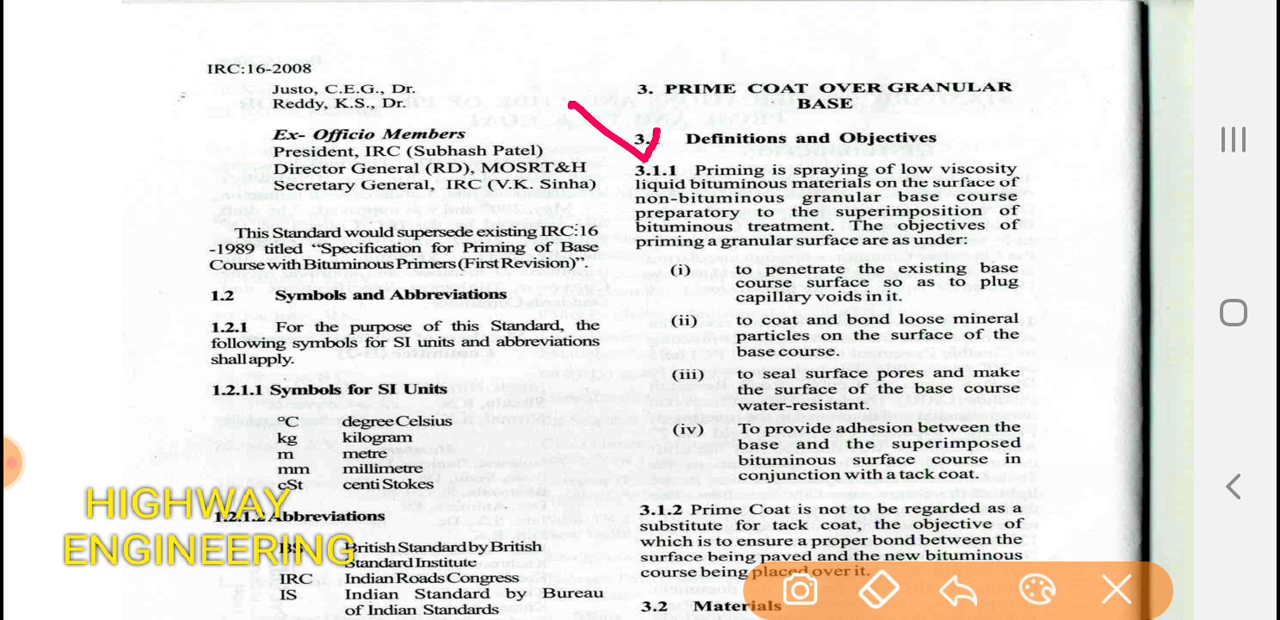 IRC:16-2008
Justo, C.E.G., Dr.
Reddy, K.S., Dr.
Ex- Officio Members
President, IRC (Subhash Patel)
Director General (RD), MOSRT&H
Secretary General, IRC (V.K. Sinha)
This Standard would supersede existing IRC:16
-1989 titled “Specification for Priming of Base
Course with Bituminous Primers (First Revision)”.
1.2 Symbols and Abbreviations
1.2.1 For the purpose of this Standard, the
following symbols for SI units and abbreviations
shall apply.
1.2.1.1 Symbols for SI Units
°C degree Celsius
kg kilogram
m metre
mm millimetre
cSt centi Stokes
1.2.1.2 Abbreviations
BS British Standard by British
Standard Institute
IRC Indian Roads Congress
IS Indian Standard by Bureau
of Indian Standards
HIGHWAY
ENGINEERING
3. PRIME COAT OVER GRANULAR
BASE
3.1 Definitions and Objectives
3.1.1 Priming is spraying of low viscosity
liquid bituminous materials on the surface of
non-bituminous granular base course
preparatory to the superimposition of
bituminous treatment. The objectives of
priming a granular surface are as under:
(i) to penetrate the existing base
course surface so as to plug
capillary voids in it.
(ii) to coat and bond loose mineral
particles on the surface of the
base course.
(iii) to seal surface pores and make
the surface of the base course
water-resistant.
(iv) To provide adhesion between the
base and the superimposed
bituminous surface course in
conjunction with a tack coat.
3.1.2 Prime Coat is not to be regarded as a
substitute for tack coat, the objective of
which is to ensure a proper bond between the
surface being paved and the new bituminous
course being placed over it.
3.2 Materials